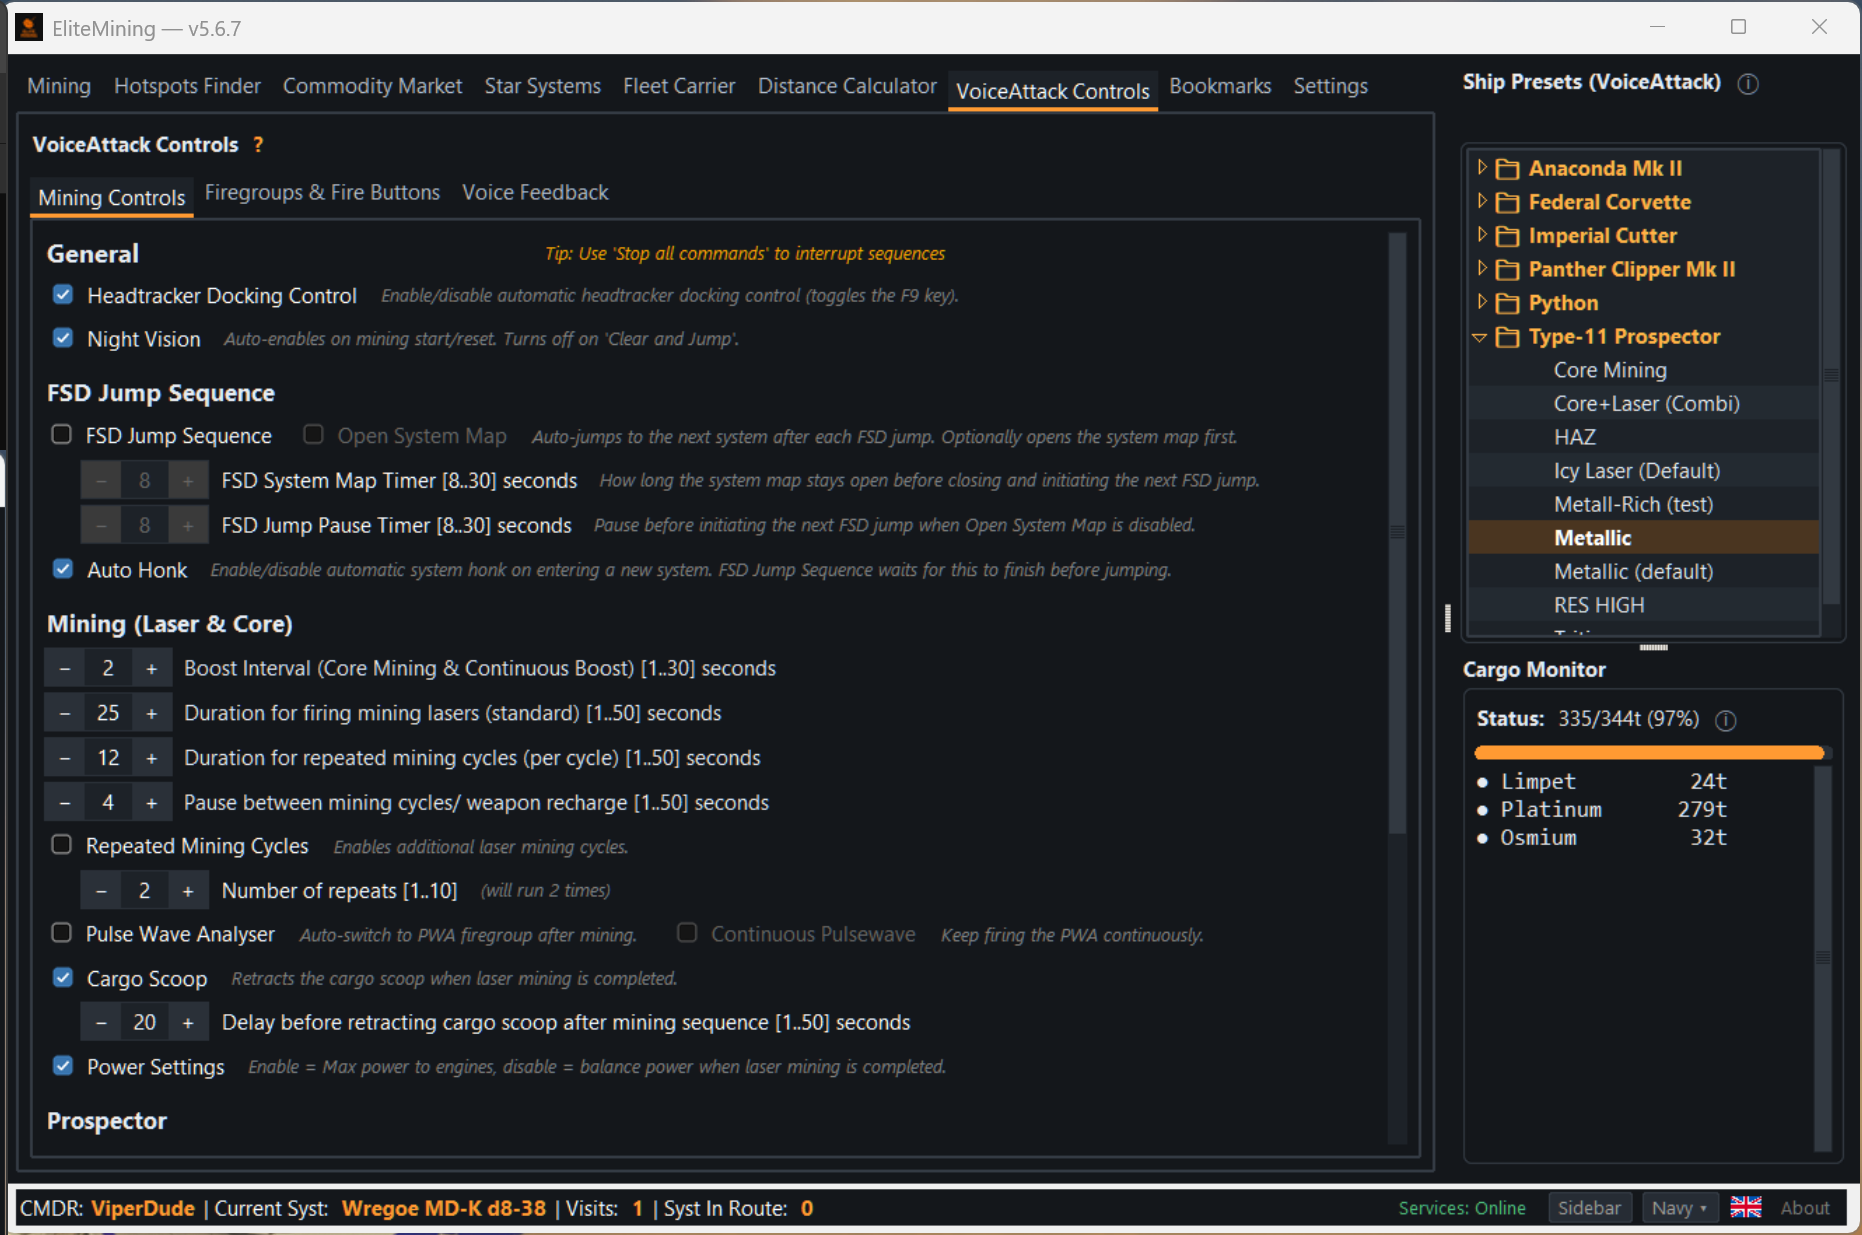 EliteMining — v5.6.7
Mining Hotspots Finder Commodity Market Star Systems Fleet Carrier Distance Calculator VoiceAttack Controls Bookmarks Settings
VoiceAttack Controls ?
Mining Controls Firegroups & Fire Buttons Voice Feedback
General Tip: Use 'Stop all commands' to interrupt sequences
Headtracker Docking Control Enable/disable automatic headtracker docking control (toggles the F9 key).
Night Vision Auto-enables on mining start/reset. Turns off on 'Clear and Jump'.
FSD Jump Sequence
FSD Jump Sequence Open System Map Auto-jumps to the next system after each FSD jump. Optionally opens the system map first.
– 8 + FSD System Map Timer [8..30] seconds How long the system map stays open before closing and initiating the next FSD jump.
– 8 + FSD Jump Pause Timer [8..30] seconds Pause before initiating the next FSD jump when Open System Map is disabled.
Auto Honk Enable/disable automatic system honk on entering a new system. FSD Jump Sequence waits for this to finish before jumping.
Mining (Laser & Core)
– 2 + Boost Interval (Core Mining & Continuous Boost) [1..30] seconds
– 25 + Duration for firing mining lasers (standard) [1..50] seconds
– 12 + Duration for repeated mining cycles (per cycle) [1..50] seconds
– 4 + Pause between mining cycles/ weapon recharge [1..50] seconds
Repeated Mining Cycles Enables additional laser mining cycles.
– 2 + Number of repeats [1..10] (will run 2 times)
Pulse Wave Analyser Auto-switch to PWA firegroup after mining. Continuous Pulsewave Keep firing the PWA continuously.
Cargo Scoop Retracts the cargo scoop when laser mining is completed.
– 20 + Delay before retracting cargo scoop after mining sequence [1..50] seconds
Power Settings Enable = Max power to engines, disable = balance power when laser mining is completed.
Prospector
Ship Presets (VoiceAttack)
Anaconda Mk II
Federal Corvette
Imperial Cutter
Panther Clipper Mk II
Python
Type-11 Prospector
Core Mining
Core+Laser (Combi)
HAZ
Icy Laser (Default)
Metall-Rich (test)
Metallic
Metallic (default)
RES HIGH
Cargo Monitor
Status: 335/344t (97%)
Limpet 24t
Platinum 279t
Osmium 32t
CMDR: ViperDude | Current Syst: Wregoe MD-K d8-38 | Visits: 1 | Syst In Route: 0
Services: Online Sidebar Navy About